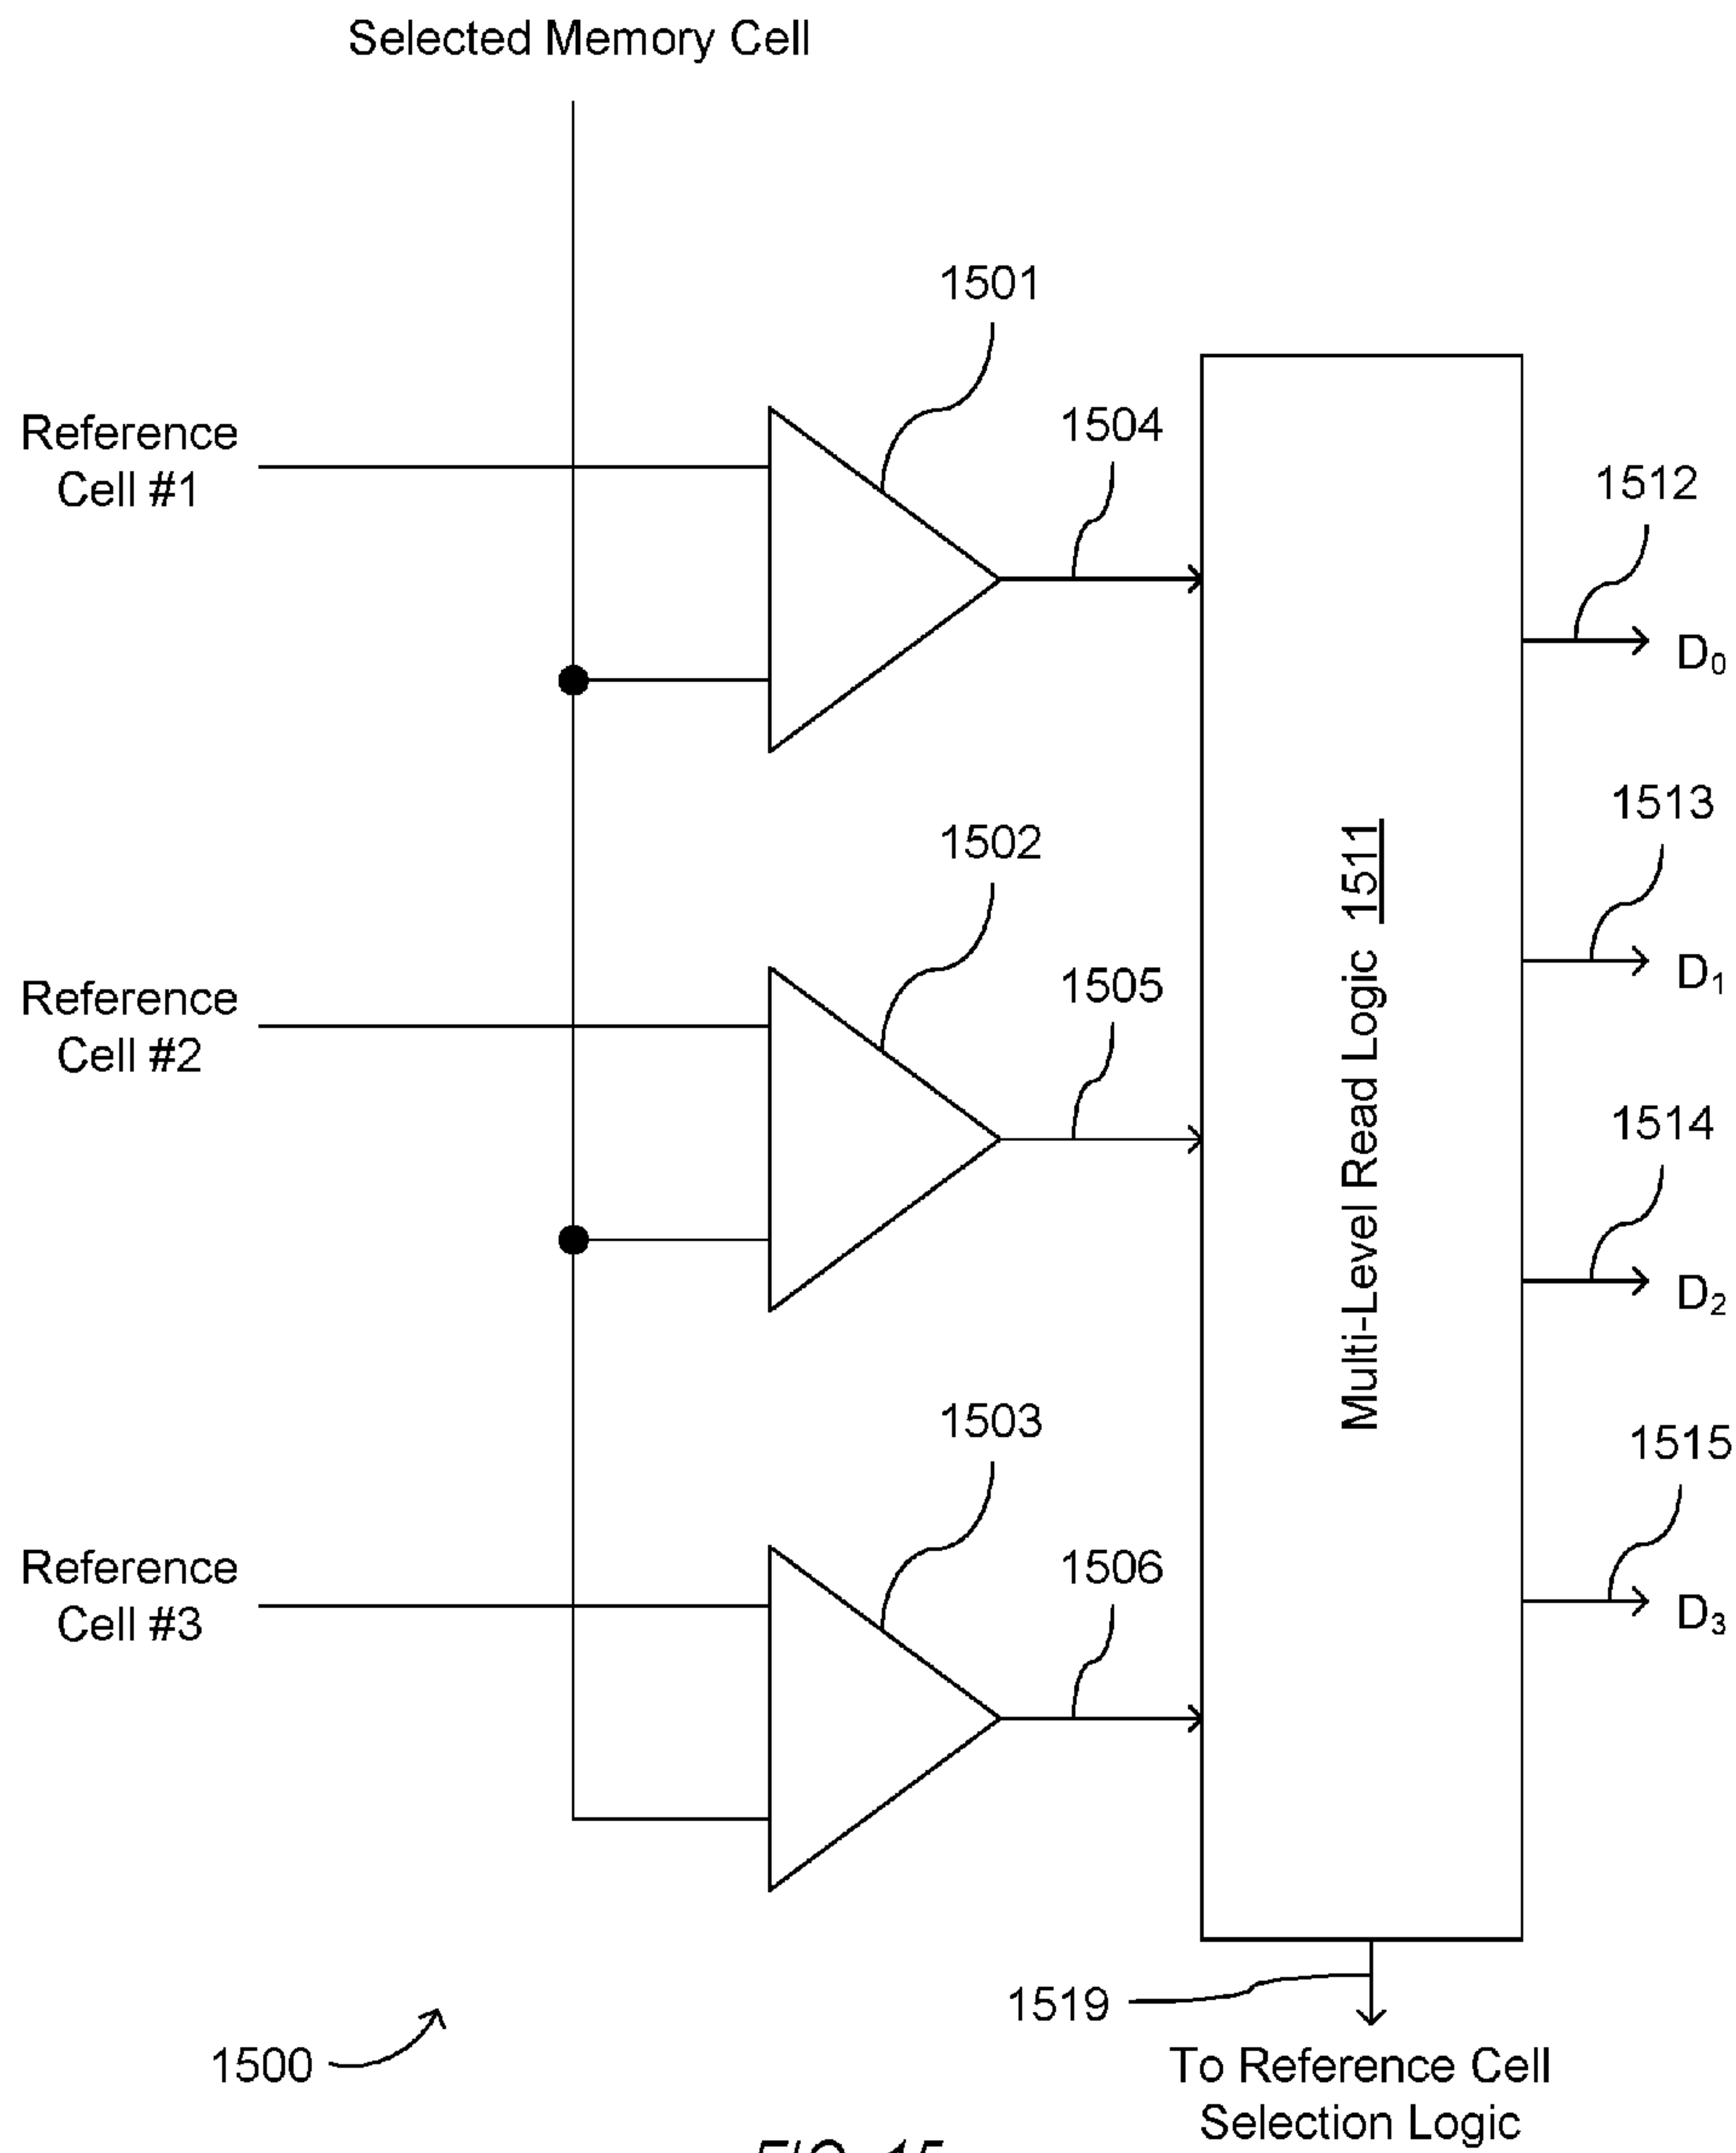 Selected Memory Cell
1501
Reference
Cell #1
1504
1512
D₀
1502
1513
D₁
Reference
Cell #2
1505
Multi-Level Read Logic 1511
1514
D₂
1503
1515
D₃
Reference
Cell #3
1506
1519
1500
To Reference Cell
Selection Logic
FIG. 15